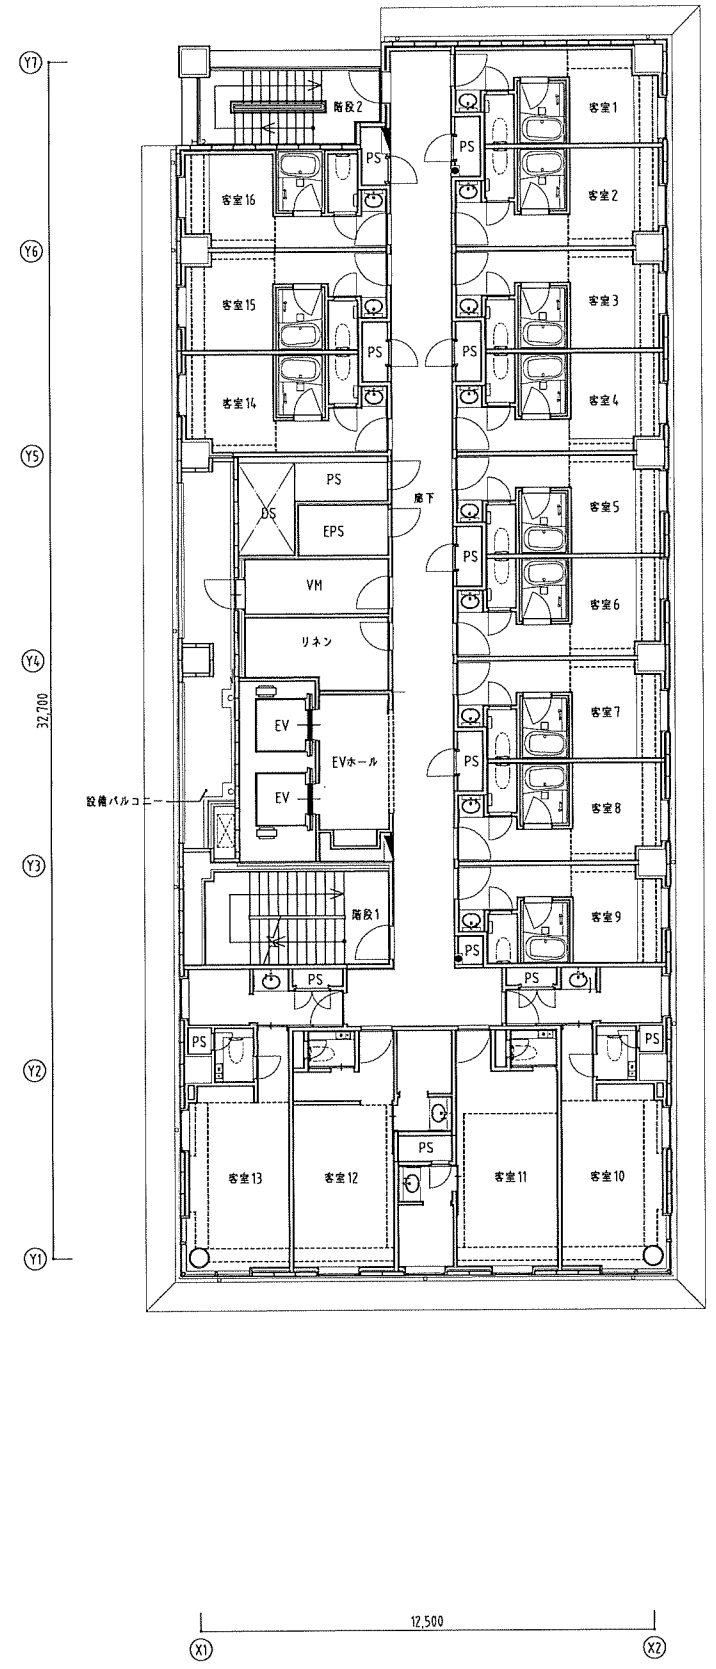 Y7
階段2
客室1
PS
PS
客室16
客室2
Y6
客室15
客室3
PS
PS
客室14
客室4
Y5
PS
廊下
客室5
DS
EPS
PS
VM
客室6
リネン
Y4
32,700
EV
EVホール
客室7
PS
EV
設備バルコニー
客室8
Y3
階段1
客室9
PS
PS
PS
PS
PS
Y2
PS
客室13
客室12
客室11
客室10
Y1
12,500
X1
X2